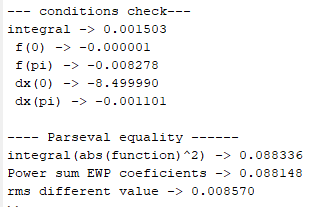 --- conditions check---
integral -> 0.001503
f(0) -> -0.000001
f(pi) -> -0.008278
dx(0) -> -8.499990
dx(pi) -> -0.001101
---- Parseval equality ------
integral(abs(function)^2) -> 0.088336
Power sum EWP coeficients -> 0.088148
rms different value -> 0.008570